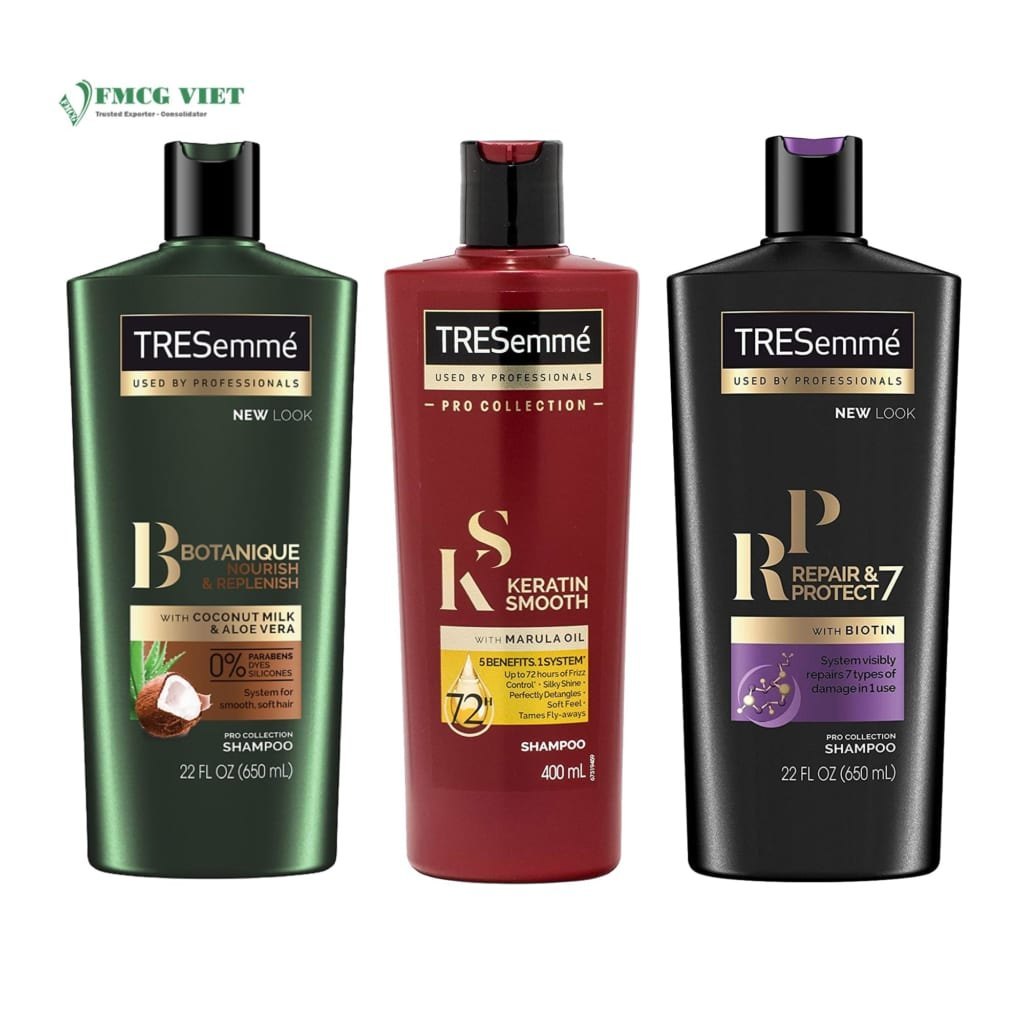 FMCG VIET
Trusted Exporter - Consolidator
TRESemmé
USED BY PROFESSIONALS
NEW LOOK
B
BOTANIQUE
NOURISH
& REPLENISH
WITH COCONUT MILK
& ALOE VERA
0% PARABENS
DYES
SILICONES
System for
smooth, soft hair
PRO COLLECTION
SHAMPOO
22 FL OZ (650 mL)
TRESemmé
USED BY PROFESSIONALS
– PRO COLLECTION –
KS
KERATIN
SMOOTH
WITH MARULA OIL
5 BENEFITS. 1 SYSTEM*
Up to 72 hours of Frizz
Control* • Silky Shine •
Perfectly Detangles •
Soft Feel •
Tames Fly-aways
72H
SHAMPOO
400 mL
TRESemmé
USED BY PROFESSIONALS
NEW LOOK
RP
REPAIR &
PROTECT 7
WITH BIOTIN
System visibly
repairs 7 types of
damage in 1 use
PRO COLLECTION
SHAMPOO
22 FL OZ (650 mL)